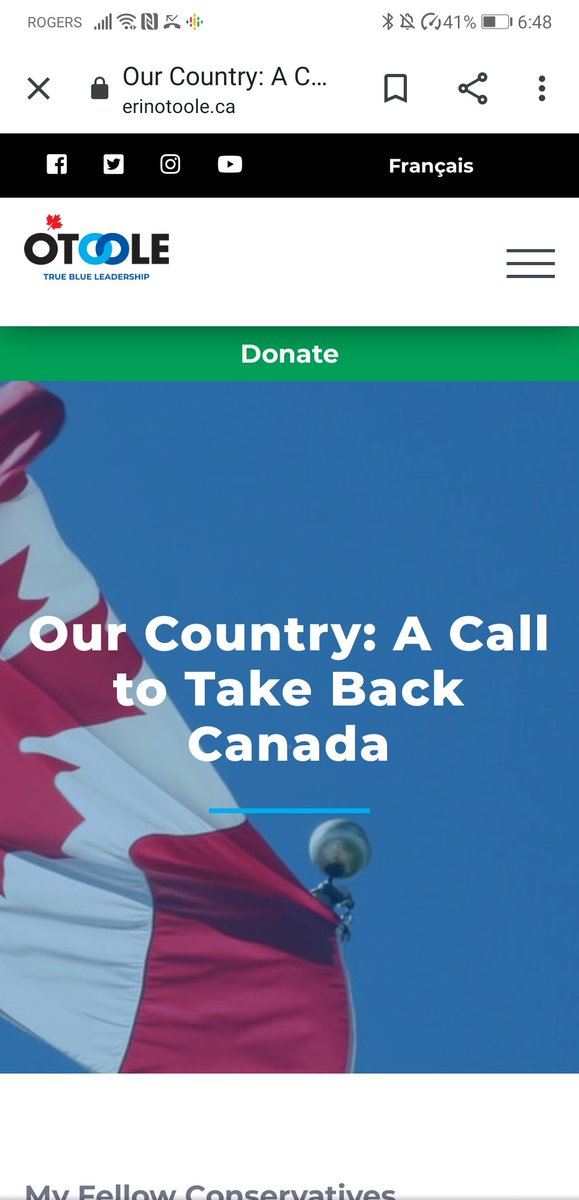 ROGERS 41% 6:48
Our Country: A C...
erinotoole.ca
Français
O'TOOLE
TRUE BLUE LEADERSHIP
Donate
Our Country: A Call
to Take Back
Canada
My Fellow Conservatives